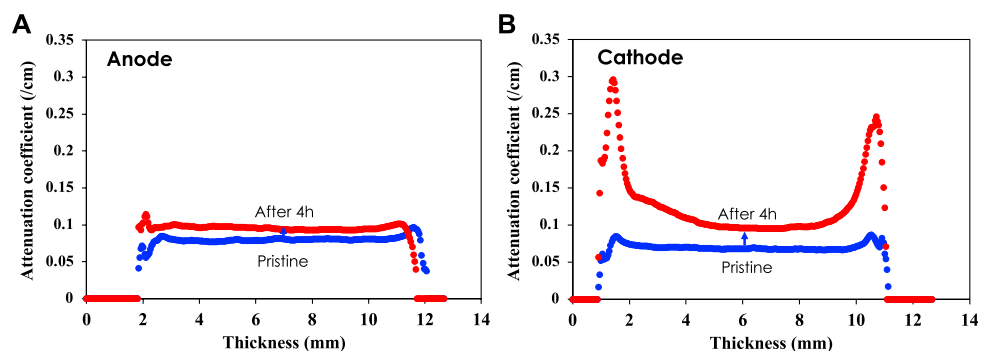 A
Anode
Attenuation coefficient (/cm)
0.35
0.3
0.25
0.2
0.15
0.1
0.05
0
After 4h
Pristine
0 2 4 6 8 10 12 14
Thickness (mm)
B
Cathode
Attenuation coefficient (/cm)
0.35
0.3
0.25
0.2
0.15
0.1
0.05
0
After 4h
Pristine
0 2 4 6 8 10 12 14
Thickness (mm)